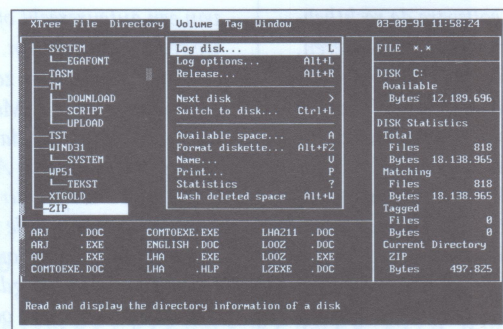 XTree File Directory Volume Tag Window 03-09-91 11:58:24
SYSTEM
EGAFONT
TASM
TM
DOWNLOAD
SCRIPT
UPLOAD
TST
WIND31
SYSTEM
WP51
TEKST
XTGOLD
ZIP
Log disk... L
Log options... Alt+L
Release... Alt+R
Next disk >
Switch to disk... Ctrl+L
Available space... A
Format diskette... Alt+F2
Name... V
Print... P
Statistics ?
Wash deleted space Alt+W
FILE *.*
DISK C:
Available
Bytes 12.189.696
DISK Statistics
Total
Files 818
Bytes 18.138.965
Matching
Files 818
Bytes 18.138.965
Tagged
Files 0
Bytes 0
Current Directory
ZIP
Bytes 497.825
ARJ .DOC COMTOEXE.EXE LHA211 .DOC
ARJ .EXE ENGLISH .DOC LOOZ .DOC
AV .EXE LHA .EXE LOOZ .EXE
COMTOEXE.DOC LHA .HLP LZEXE .DOC
Read and display the directory information of a disk